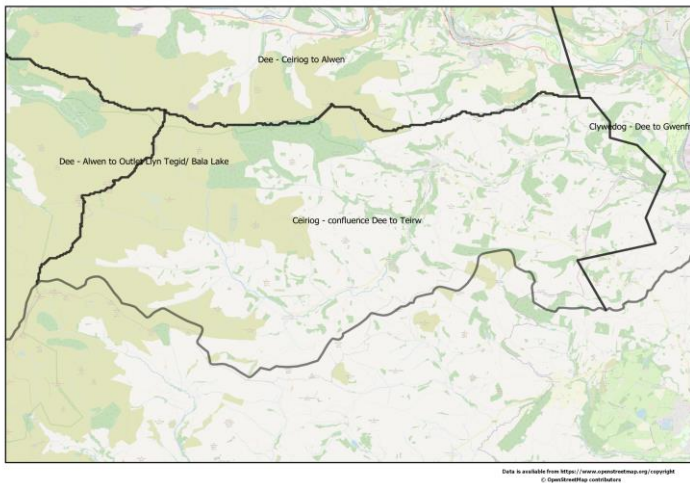 Dee - Ceiriog to Alwen
Clywedog - Dee to Gwenfr
Dee - Alwen to Outlet Llyn Tegid/ Bala Lake
Ceiriog - confluence Dee to Teirw
Data is available from https://www.openstreetmap.org/copyright
© OpenStreetMap contributors